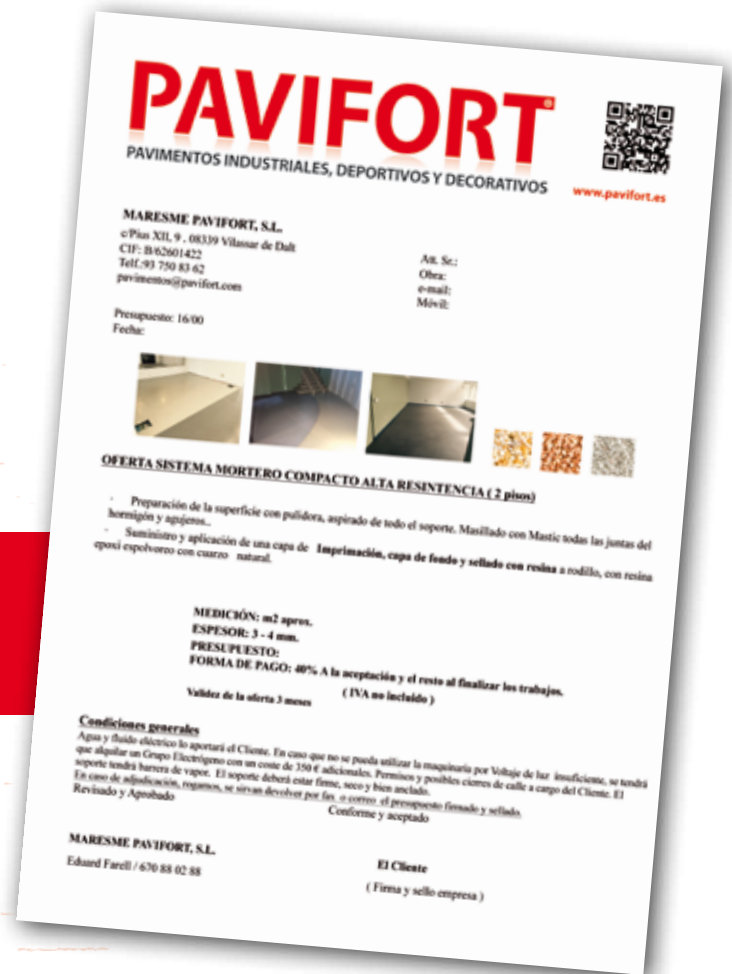 PAVIFORT®
PAVIMENTOS INDUSTRIALES, DEPORTIVOS Y DECORATIVOS
www.pavifort.es
MARESME PAVIFORT, S.L.
c/Pius XII, 9 , 08339 Vilassar de Dalt
CIF: B/62601422
Telf.:93 750 83 62
pavimentos@pavifort.com
Att. Sr.:
Obra:
e-mail:
Móvil:
Presupuesto: 16/00
Fecha:
OFERTA SISTEMA MORTERO COMPACTO ALTA RESINTENCIA ( 2 pisos)
· Preparación de la superficie con pulidora, aspirado de todo el soporte. Masillado con Mastic todas las juntas del
hormigón y agujeros..
· Suministro y aplicación de una capa de Imprimación, capa de fondo y sellado con resina a rodillo, con resina
epoxi espolvoreo con cuarzo natural.
MEDICIÓN: m2 aprox.
ESPESOR: 3 - 4 mm.
PRESUPUESTO:
FORMA DE PAGO: 40% A la aceptación y el resto al finalizar los trabajos.
Validez de la oferta 3 meses ( IVA no incluido )
Condiciones generales
Agua y fluido eléctrico lo aportará el Cliente. En caso que no se pueda utilizar la maquinaria por Voltaje de luz insuficiente, se tendrá
que alquilar un Grupo Electrógeno con un coste de 350 € adicionales. Permisos y posibles cierres de calle a cargo del Cliente. El
soporte tendrá barrera de vapor. El soporte deberá estar firme, seco y bien anclado.
En caso de adjudicación, rogamos, se sirvan devolver por fax o correo el presupuesto firmado y sellado.
Revisado y Aprobado Conforme y aceptado
MARESME PAVIFORT, S.L.
Eduard Farell / 670 88 02 88
El Cliente
( Firma y sello empresa )